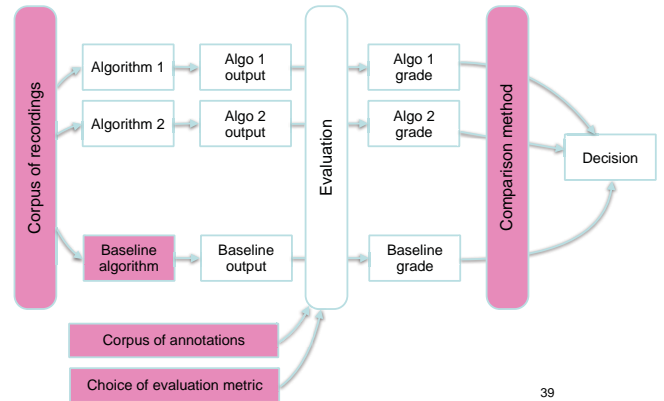 Corpus of recordings
Algorithm 1
Algo 1
output
Algo 1
grade
Algorithm 2
Algo 2
output
Algo 2
grade
Evaluation
Comparison method
Decision
Baseline
algorithm
Baseline
output
Baseline
grade
Corpus of annotations
Choice of evaluation metric
39